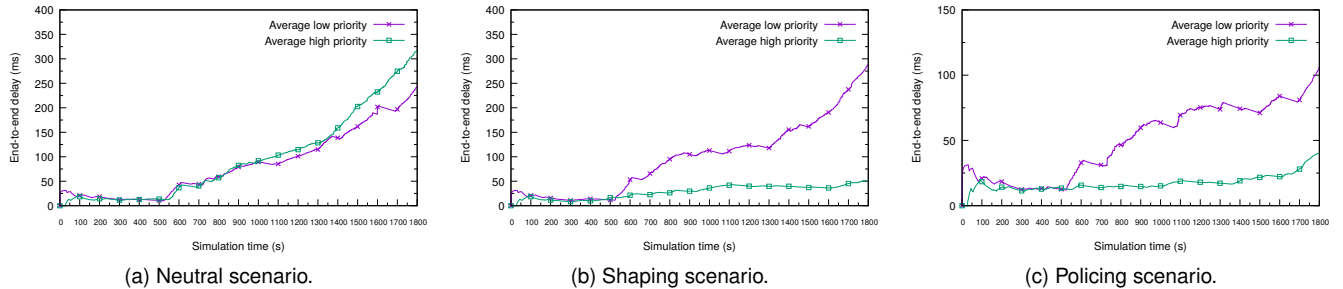 400
350
300
250
200
150
100
50
0
End-to-end delay (ms)
Average low priority
Average high priority
0 100 200 300 400 500 600 700 800 900 1000 1100 1200 1300 1400 1500 1600 1700 1800
Simulation time (s)
(a) Neutral scenario.
400
350
300
250
200
150
100
50
0
End-to-end delay (ms)
Average low priority
Average high priority
0 100 200 300 400 500 600 700 800 900 1000 1100 1200 1300 1400 1500 1600 1700 1800
Simulation time (s)
(b) Shaping scenario.
150
100
50
0
End-to-end delay (ms)
Average low priority
Average high priority
0 100 200 300 400 500 600 700 800 900 1000 1100 1200 1300 1400 1500 1600 1700 1800
Simulation time (s)
(c) Policing scenario.